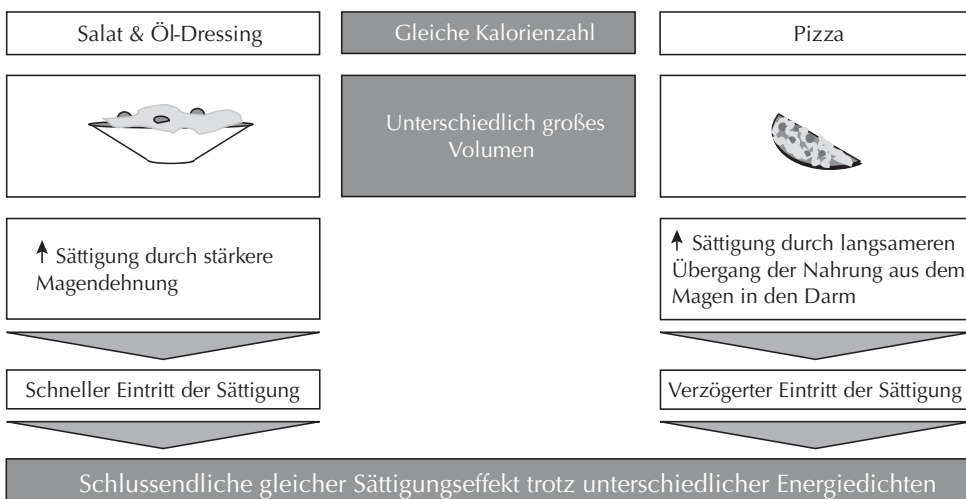 Salat & Öl-Dressing
Gleiche Kalorienzahl
Pizza
Unterschiedlich großes
Volumen
Sättigung durch stärkere
Magendehnung
Sättigung durch langsameren
Übergang der Nahrung aus dem
Magen in den Darm
Schneller Eintritt der Sättigung
Verzögerter Eintritt der Sättigung
Schlussendliche gleicher Sättigungseffekt trotz unterschiedlicher Energiedichten